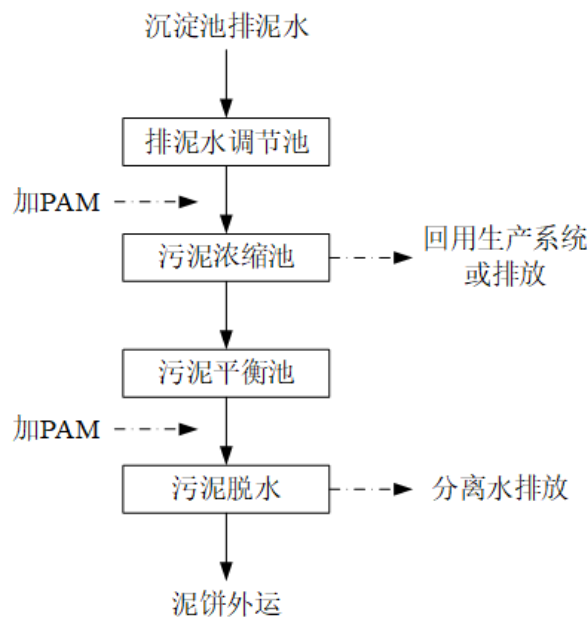 沉淀池排泥水
排泥水调节池
加PAM
污泥浓缩池
回用生产系统
或排放
污泥平衡池
加PAM
污泥脱水
分离水排放
泥饼外运